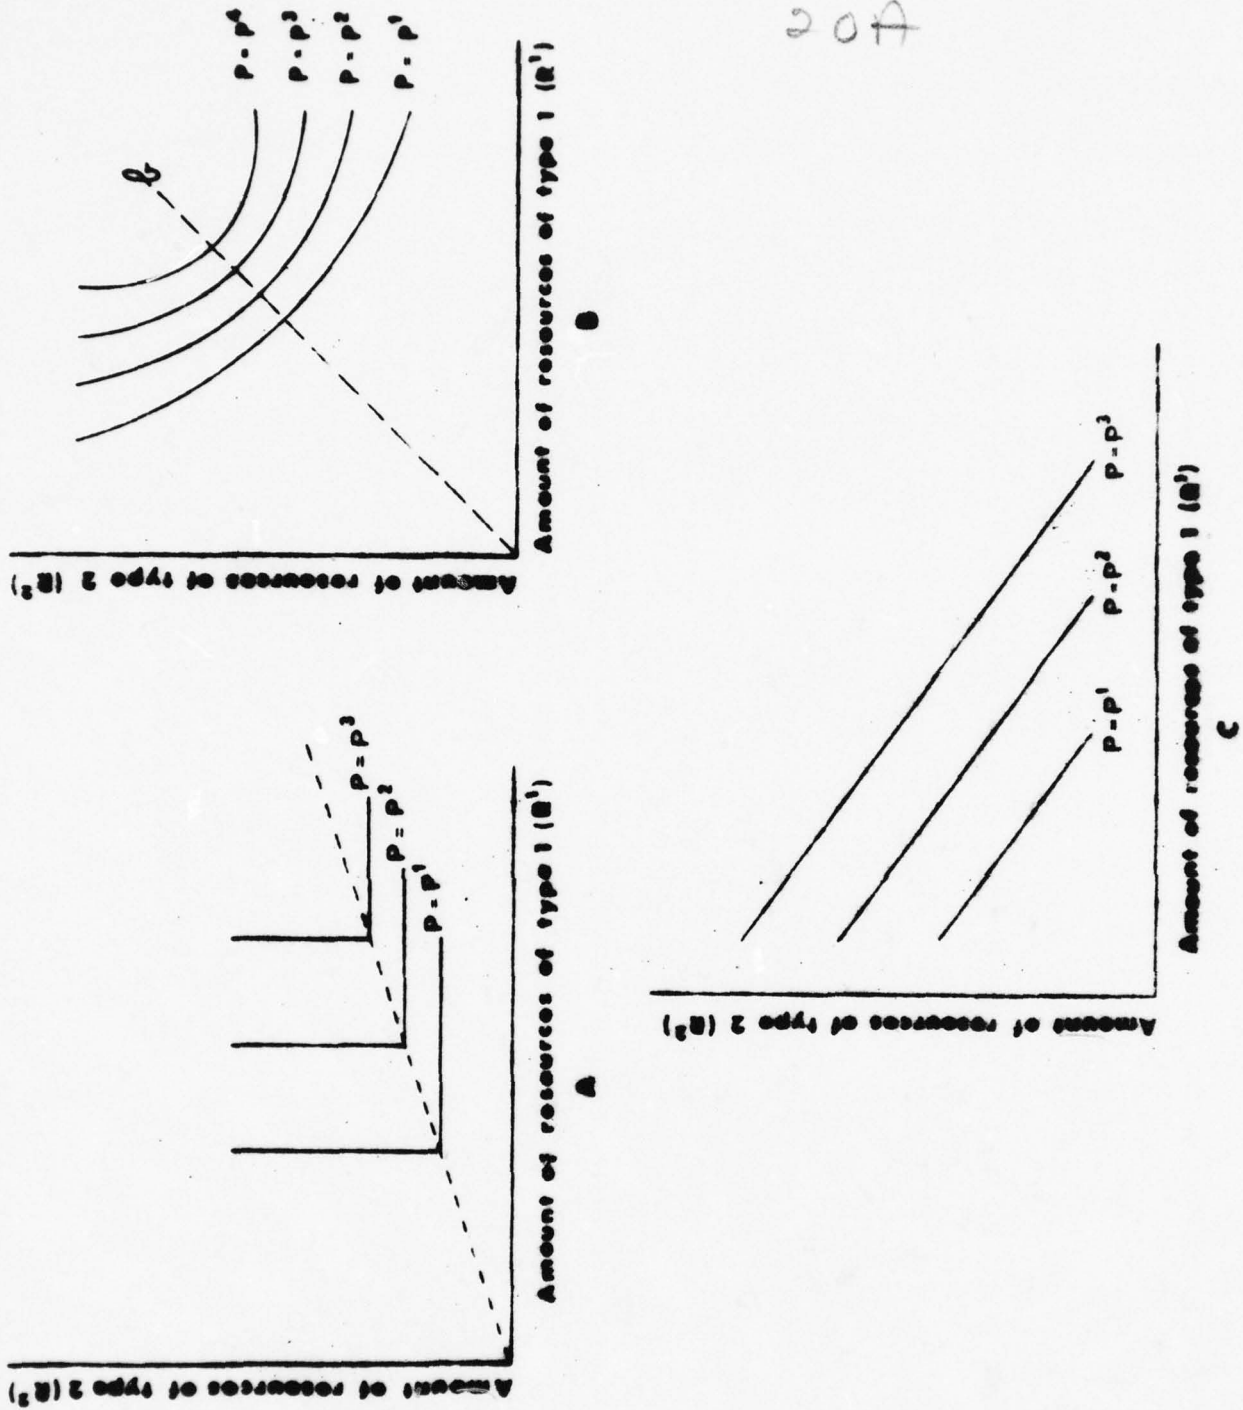 20A
Amount of resources of type 2 (R²)
P = P³
P = P²
P = P¹
Amount of resources of type 1 (R¹)
A
Amount of resources of type 2 (R²)
b
P = P⁴
P = P³
P = P²
P = P¹
Amount of resources of type 1 (R¹)
B
Amount of resources of type 2 (R²)
P = P³
P = P²
P = P¹
Amount of resources of type 1 (R¹)
C